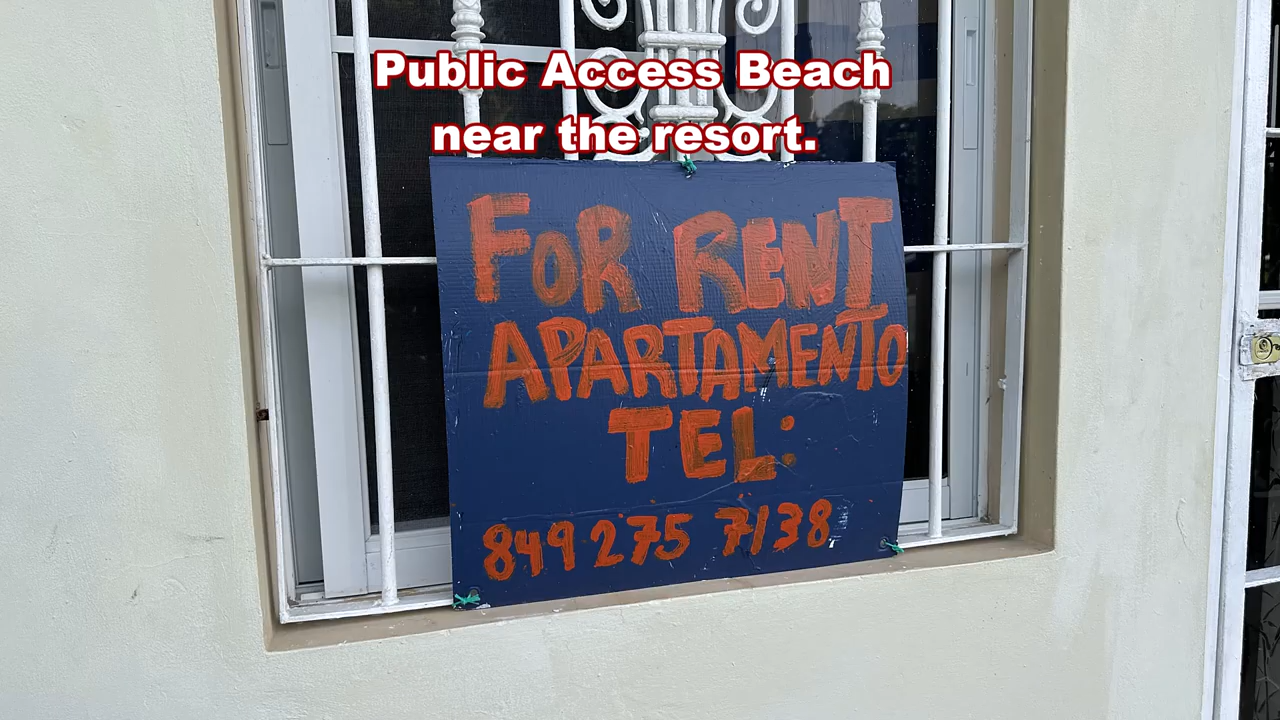 Public Access Beach
near the resort.
FOR RENT
APARTAMENTO
TEL:
849 275 7138